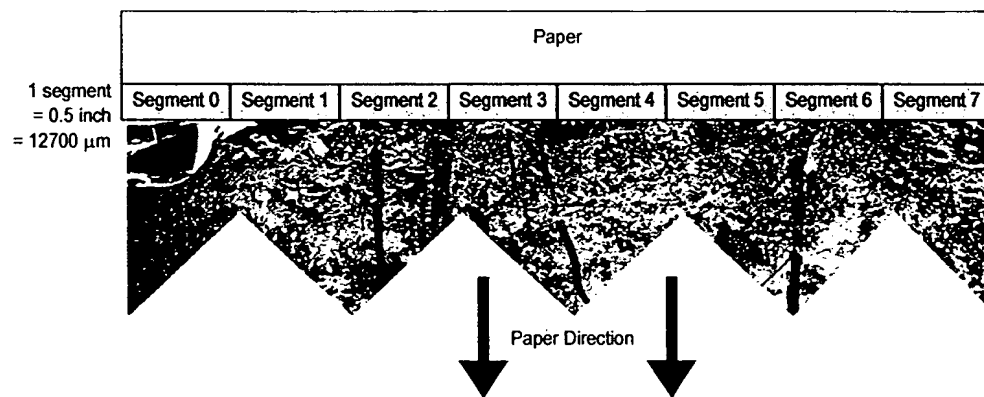 Paper
1 segment
= 0.5 inch
= 12700 µm
Segment 0 Segment 1 Segment 2 Segment 3 Segment 4 Segment 5 Segment 6 Segment 7
Paper Direction